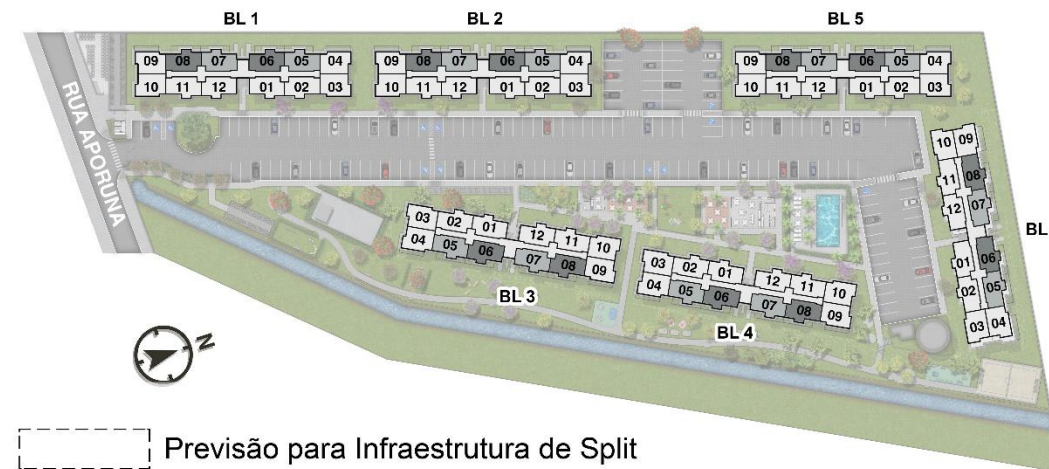 BL 1
BL 2
BL 5
09 08 07 06 05 04
10 11 12 01 02 03
09 08 07 06 05 04
10 11 12 01 02 03
09 08 07 06 05 04
10 11 12 01 02 03
RUA APORUNA
10 09
11 08
12 07
01 06
02 05
03 04
BL
03 02 01 12 11 10
04 05 06 07 08 09
BL 3
03 02 01 12 11 10
04 05 06 07 08 09
BL 4
N
Previsão para Infraestrutura de Split